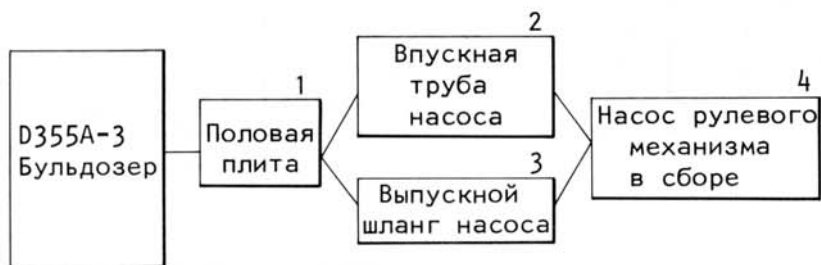 D355A-3
Бульдозер
1
Половая
плита
2
Впускная
труба
насоса
3
Выпускной
шланг насоса
4
Насос рулевого
механизма
в сборе